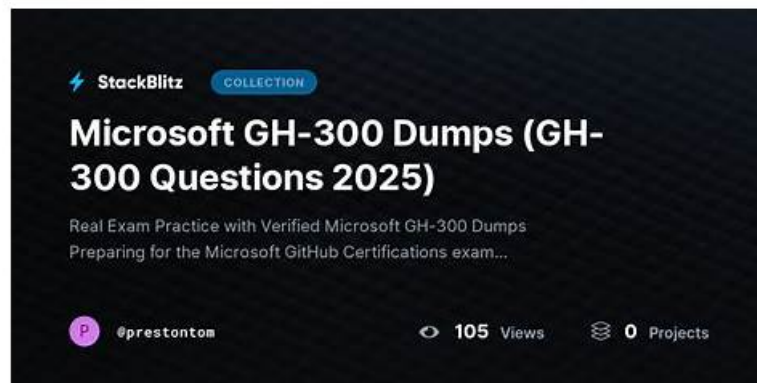 StackBlitz COLLECTION
Microsoft GH-300 Dumps (GH-
300 Questions 2025)
Real Exam Practice with Verified Microsoft GH-300 Dumps
Preparing for the Microsoft GitHub Certifications exam...
P @prestontom 105 Views 0 Projects